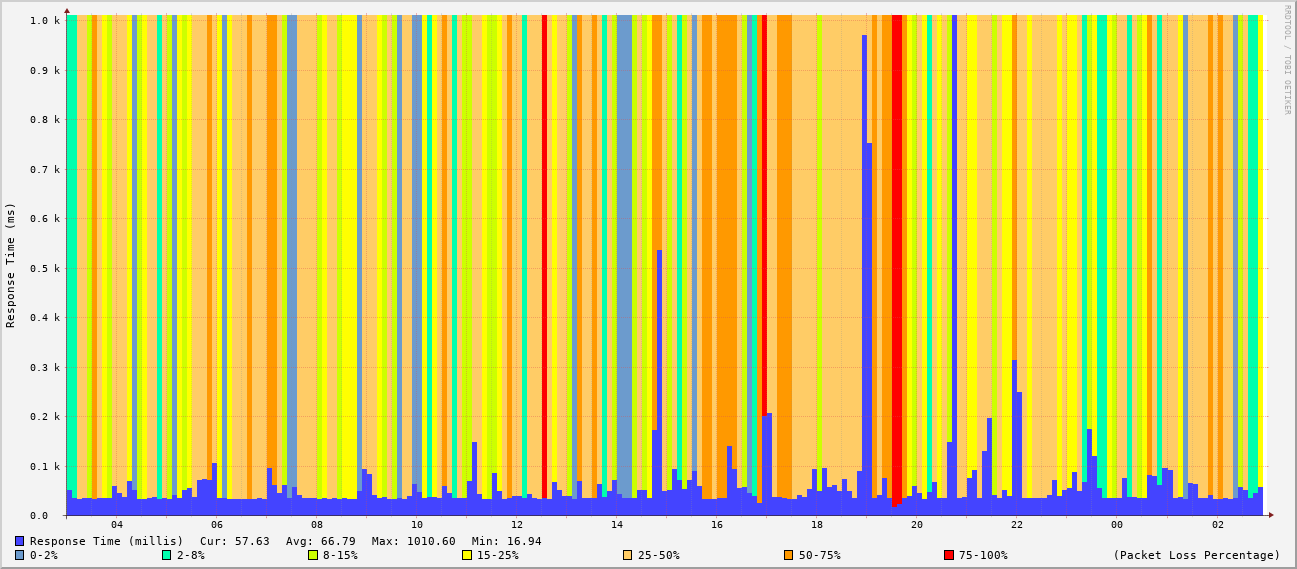 RRDTOOL / TOBI OETIKER
Response Time (ms)
1.0 k
0.9 k
0.8 k
0.7 k
0.6 k
0.5 k
0.4 k
0.3 k
0.2 k
0.1 k
0.0
04 06 08 10 12 14 16 18 20 22 00 02
Response Time (millis) Cur: 57.63 Avg: 66.79 Max: 1010.60 Min: 16.94
0-2% 2-8% 8-15% 15-25% 25-50% 50-75% 75-100% (Packet Loss Percentage)